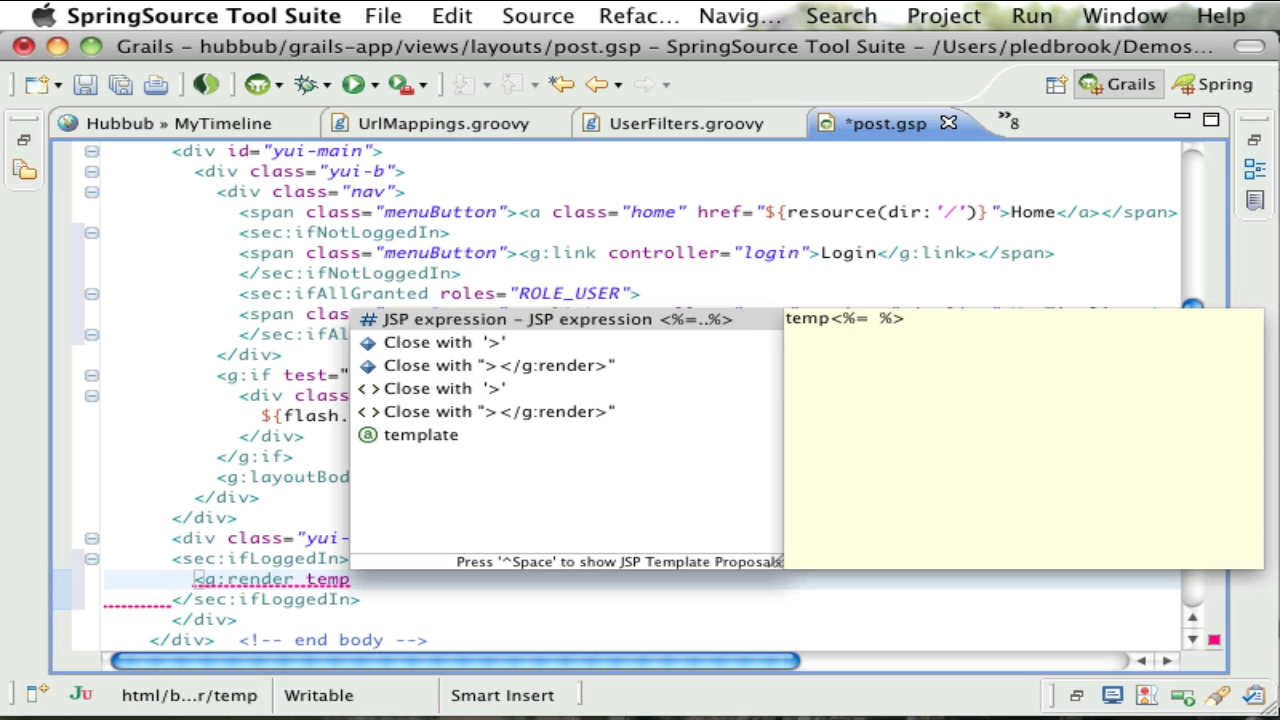 SpringSource Tool Suite File Edit Source Refac... Navig... Search Project Run Window Help
Grails - hubbub/grails-app/views/layouts/post.gsp - SpringSource Tool Suite - /Users/pledbrook/Demos...
Grails Spring
Hubbub » MyTimeline UrlMappings.groovy UserFilters.groovy *post.gsp »8
<div id="yui-main">
<div class="yui-b">
<div class="nav">
<span class="menuButton"><a class="home" href="${resource(dir:'/')}">Home</a></span>
<sec:ifNotLoggedIn>
<span class="menuButton"><g:link controller="login">Login</g:link></span>
</sec:ifNotLoggedIn>
<sec:ifAllGranted roles="ROLE_USER">
<span clas
</sec:ifAl
</div>
<g:if test="
<div class
${flash.
</div>
</g:if>
<g:layoutBod
</div>
</div>
<div class="yui-
<sec:ifLoggedIn>
<g:render temp
</sec:ifLoggedIn>
</div>
</div> <!-- end body -->
# JSP expression - JSP expression <%=..%>
Close with '>'
Close with "></g:render>"
<> Close with '>'
<> Close with "></g:render>"
@ template
Press '^Space' to show JSP Template Proposals
temp<%= %>
JU html/b...r/temp Writable Smart Insert